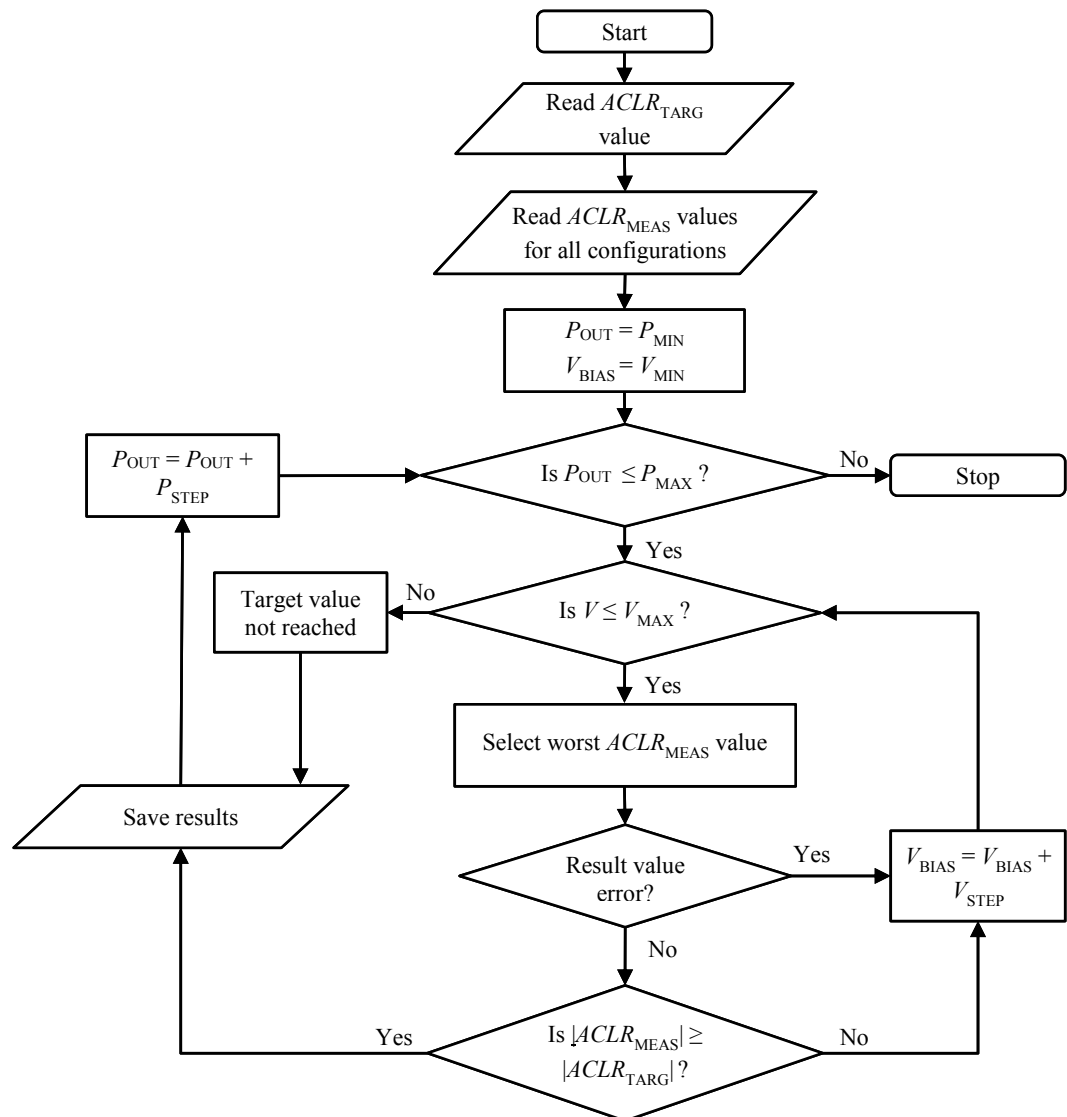 Start
Read ACLR_TARG
value
Read ACLR_MEAS values
for all configurations
P_OUT = P_MIN
V_BIAS = V_MIN
P_OUT = P_OUT +
P_STEP
Is P_OUT ≤ P_MAX ?
No
Stop
Yes
Target value
not reached
No
Is V ≤ V_MAX ?
Yes
Select worst ACLR_MEAS value
Save results
Result value
error?
Yes
V_BIAS = V_BIAS +
V_STEP
No
Yes
Is |ACLR_MEAS| ≥
|ACLR_TARG| ?
No